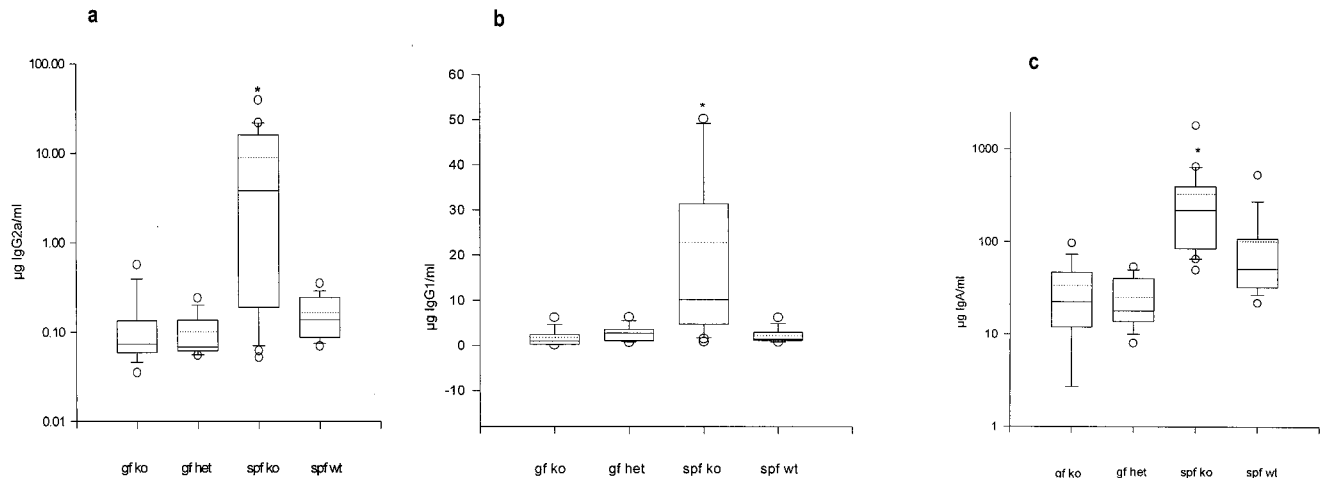 a
100.00
10.00
1.00
0.10
0.01
µg IgG2a/ml
*
gf ko
gf het
spf ko
spf wt
b
60
50
40
30
20
10
0
-10
µg IgG1/ml
*
gf ko
gf het
spf ko
spf wt
c
1000
100
10
1
µg IgA/ml
*
gf ko
gf het
spf ko
spf wt